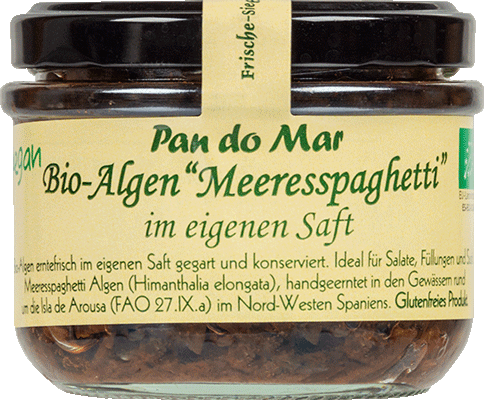 Frische-Sieg
vegan
Pan do Mar
Bio-Algen “Meeresspaghetti”
im eigenen Saft
Bio-Algen erntefrisch im eigenen Saft gegart und konserviert. Ideal für Salate, Füllungen und
Meeresspaghetti Algen (Himanthalia elongata), handgeerntet in den Gewässern rund
um die Isla de Arousa (FAO 27.IX.a) im Nord-Westen Spaniens. Glutenfreies Produkt